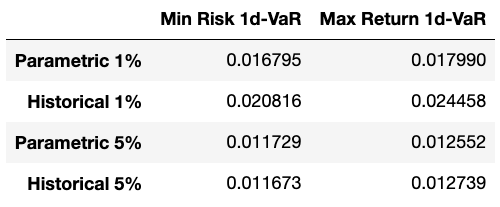 Min Risk 1d-VaR Max Return 1d-VaR
Parametric 1% 0.016795 0.017990
Historical 1% 0.020816 0.024458
Parametric 5% 0.011729 0.012552
Historical 5% 0.011673 0.012739